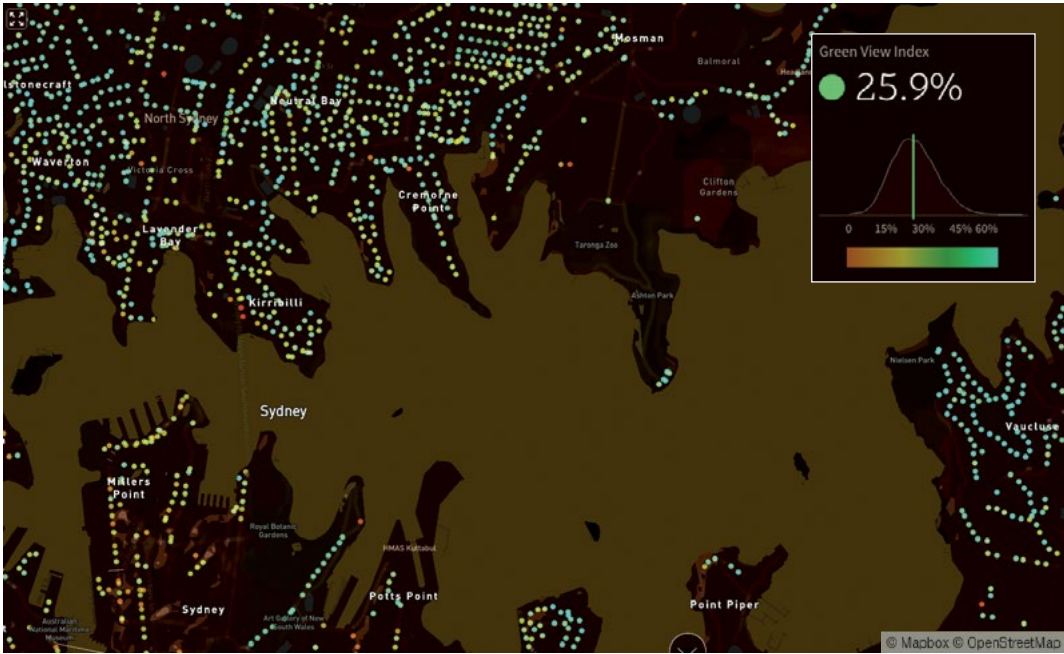 Mosman
Balmoral
lstonecraft
Neutral Bay
North Sydney
Waverton
Victoria Cross
Clifton
Gardens
Cremorne
Point
Lavender
Bay
Taronga Zoo
Ashton Park
Kirribilli
Nielsen Park
Sydney
Vaucluse
Millers
Point
Royal Botanic
Gardens
HMAS Kuttabul
Potts Point
Point Piper
Sydney
Art Gallery of New
South Wales
Australian
National Maritime
Museum
Green View Index
25.9%
0 15% 30% 45% 60%
© Mapbox © OpenStreetMap